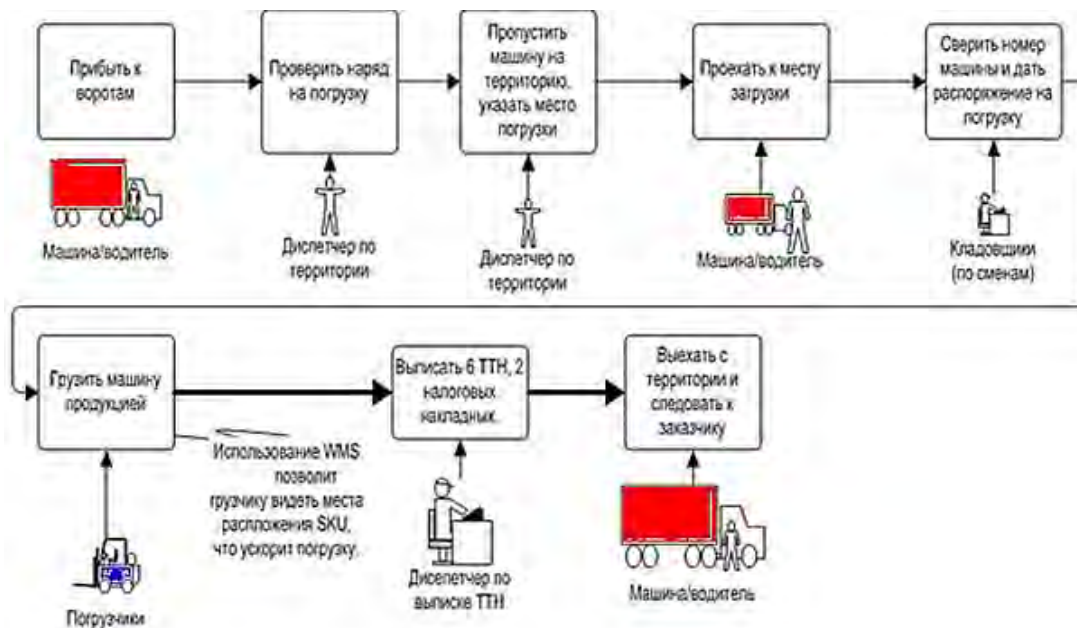 Прибыть к
воротам
Проверить наряд
на погрузку
Пропустить
машину на
территорию,
указать место
погрузки
Проехать к месту
загрузки
Сверить номер
машины и дать
распоряжение на
погрузку
Машина/водитель
Диспетчер по
территории
Диспетчер по
территории
Машина/водитель
Кладовщики
(по сменам)
Грузить машину
продукцией
Выписать 6 ТТН, 2
налоговых
накладных.
Выехать с
территории и
следовать к
заказчику
Использование WMS
позволит
грузчику видеть места
распложения SKU,
что ускорит погрузку.
Погрузчики
Диспетчер по
выписке ТТН
Машина/водитель